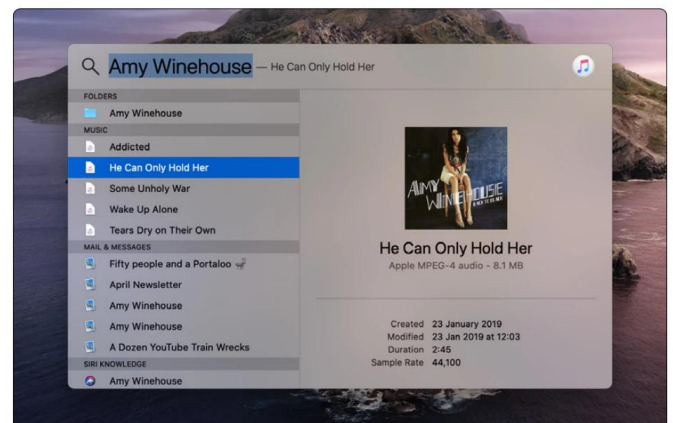 Amy Winehouse — He Can Only Hold Her
FOLDERS
Amy Winehouse
MUSIC
Addicted
He Can Only Hold Her
Some Unholy War
Wake Up Alone
Tears Dry on Their Own
MAIL & MESSAGES
Fifty people and a Portaloo
April Newsletter
Amy Winehouse
Amy Winehouse
A Dozen YouTube Train Wrecks
SIRI KNOWLEDGE
Amy Winehouse
AMY
WINEHOUSE
BACK TO BLACK
He Can Only Hold Her
Apple MPEG-4 audio - 8.1 MB
Created 23 January 2019
Modified 23 Jan 2019 at 12:03
Duration 2:45
Sample Rate 44,100